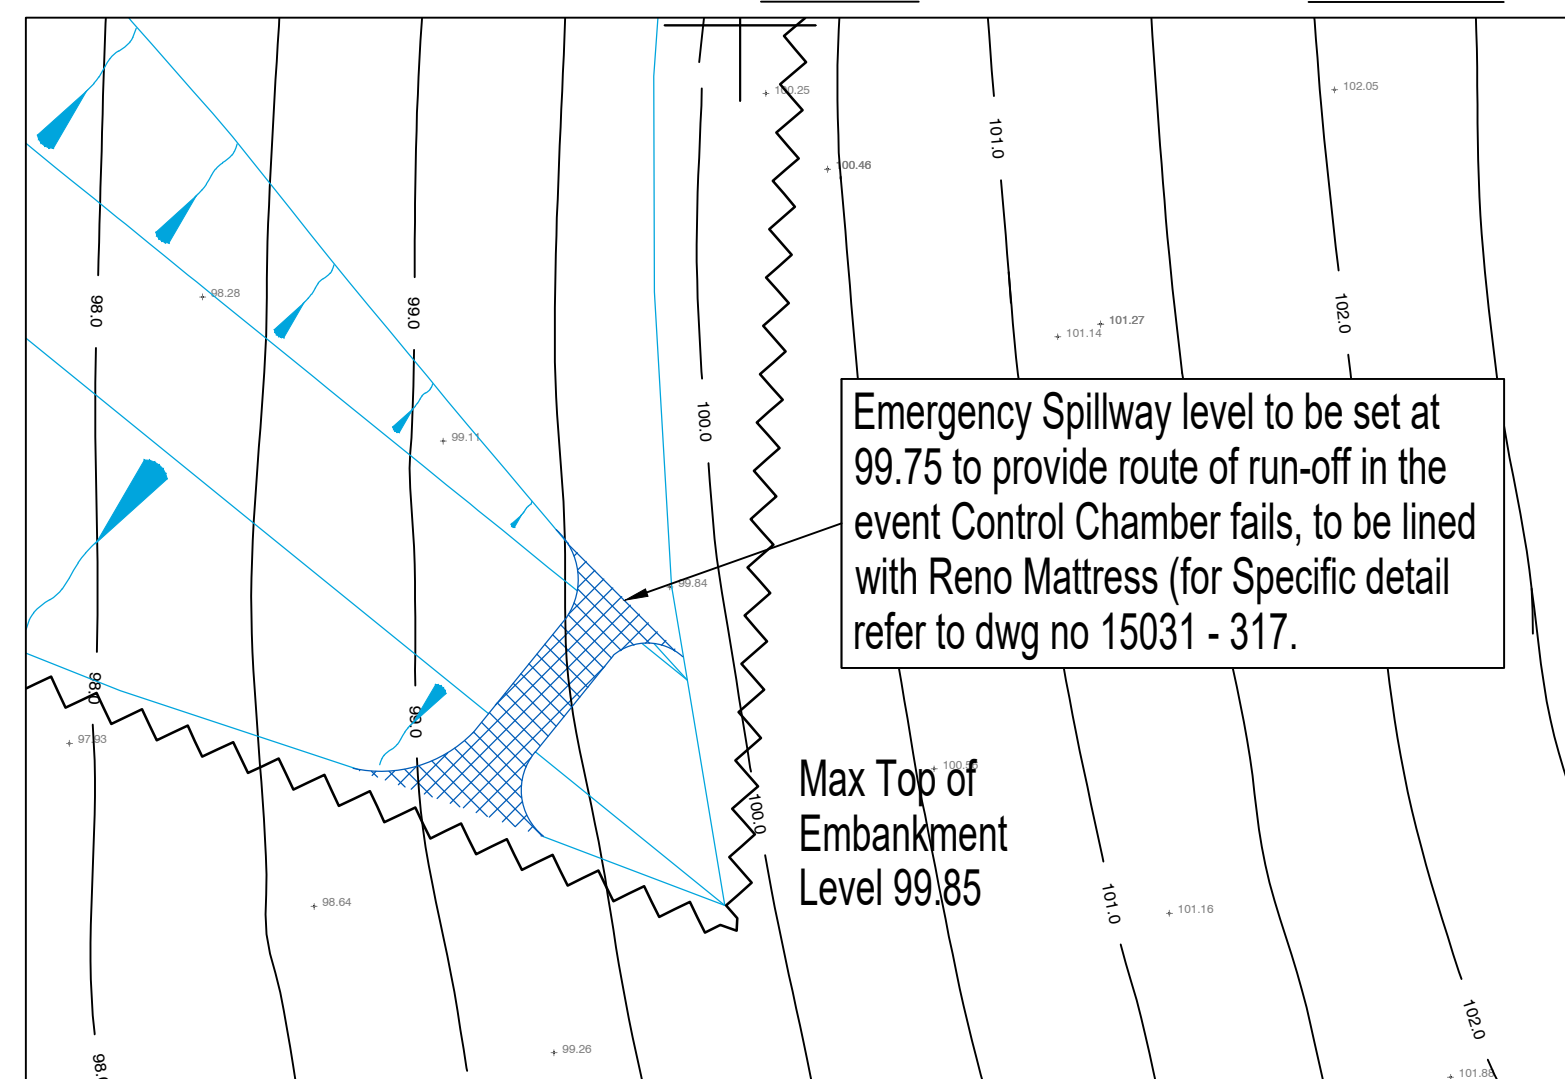 100.25
102.05
101.0
100.46
98.28
98.0
99.0
102.0
101.27
101.14
Emergency Spillway level to be set at
99.75 to provide route of run-off in the
event Control Chamber fails, to be lined
with Reno Mattress (for Specific detail
refer to dwg no 15031 - 317.
100.0
99.11
99.84
98.0
99.0
97.93
Max Top of
Embankment
Level 99.85
100.0
98.64
101.0
101.16
102.0
99.26
101.88